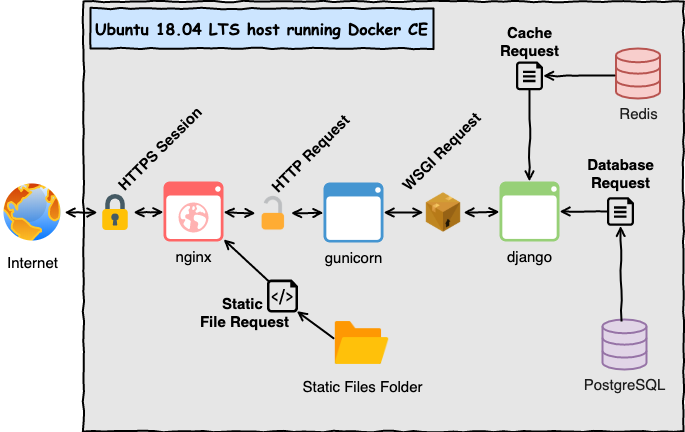 Ubuntu 18.04 LTS host running Docker CE
Cache
Request
Redis
HTTPS Session
HTTP Request
WSGI Request
Database
Request
Internet
nginx
gunicorn
django
Static
File Request
</>
Static Files Folder
PostgreSQL